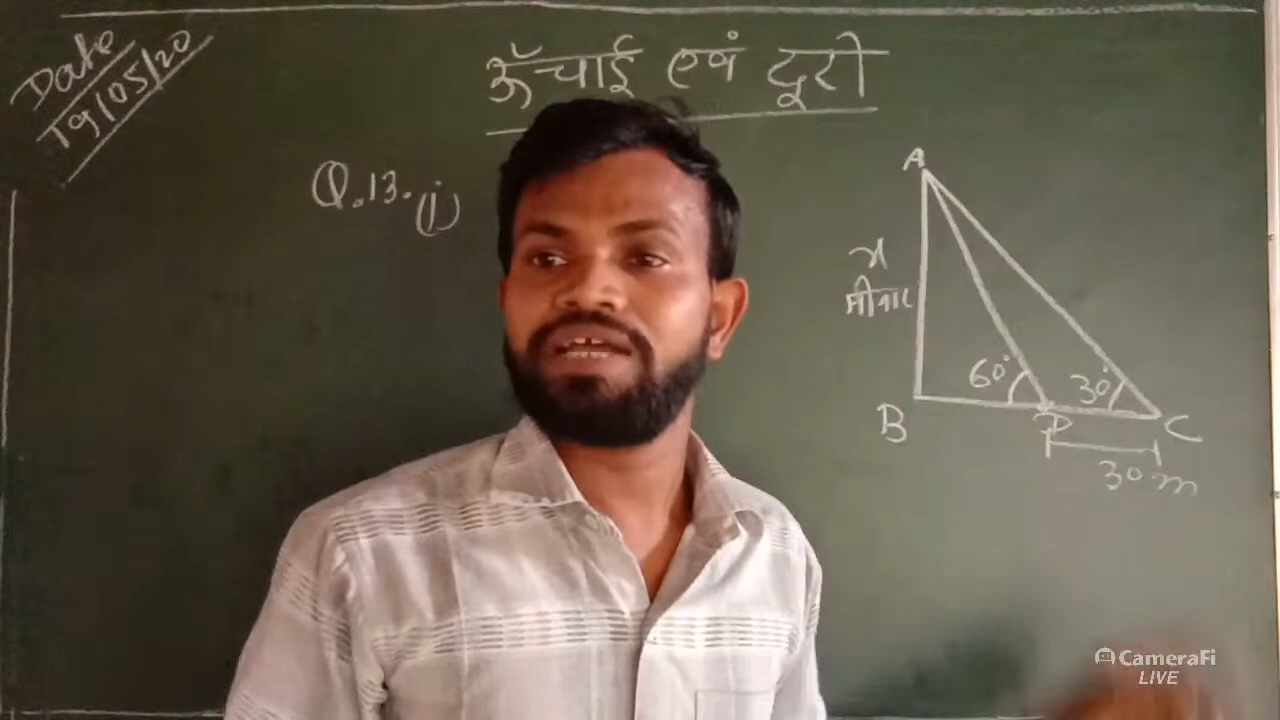 Date
19/05/20
ऊँचाई एवं दूरी
Q.13. (i)
A
x
मीनार
60°
30°
B
D
C
30 m
CameraFi
LIVE